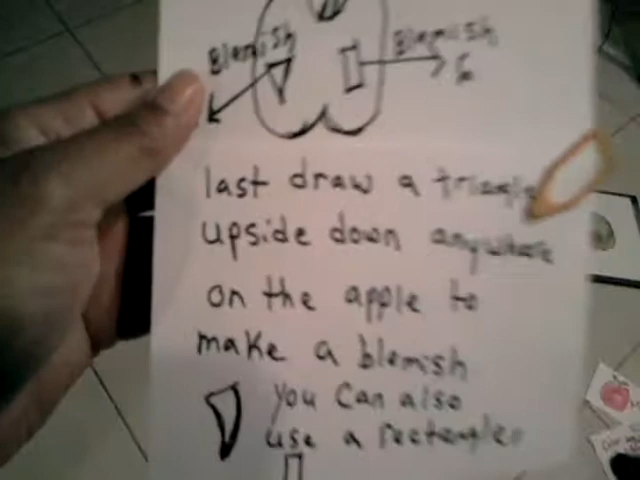 Blemish Blemish
last draw a triangle
upside down anywhere
on the apple to
make a blemish
you can also
use a rectangle